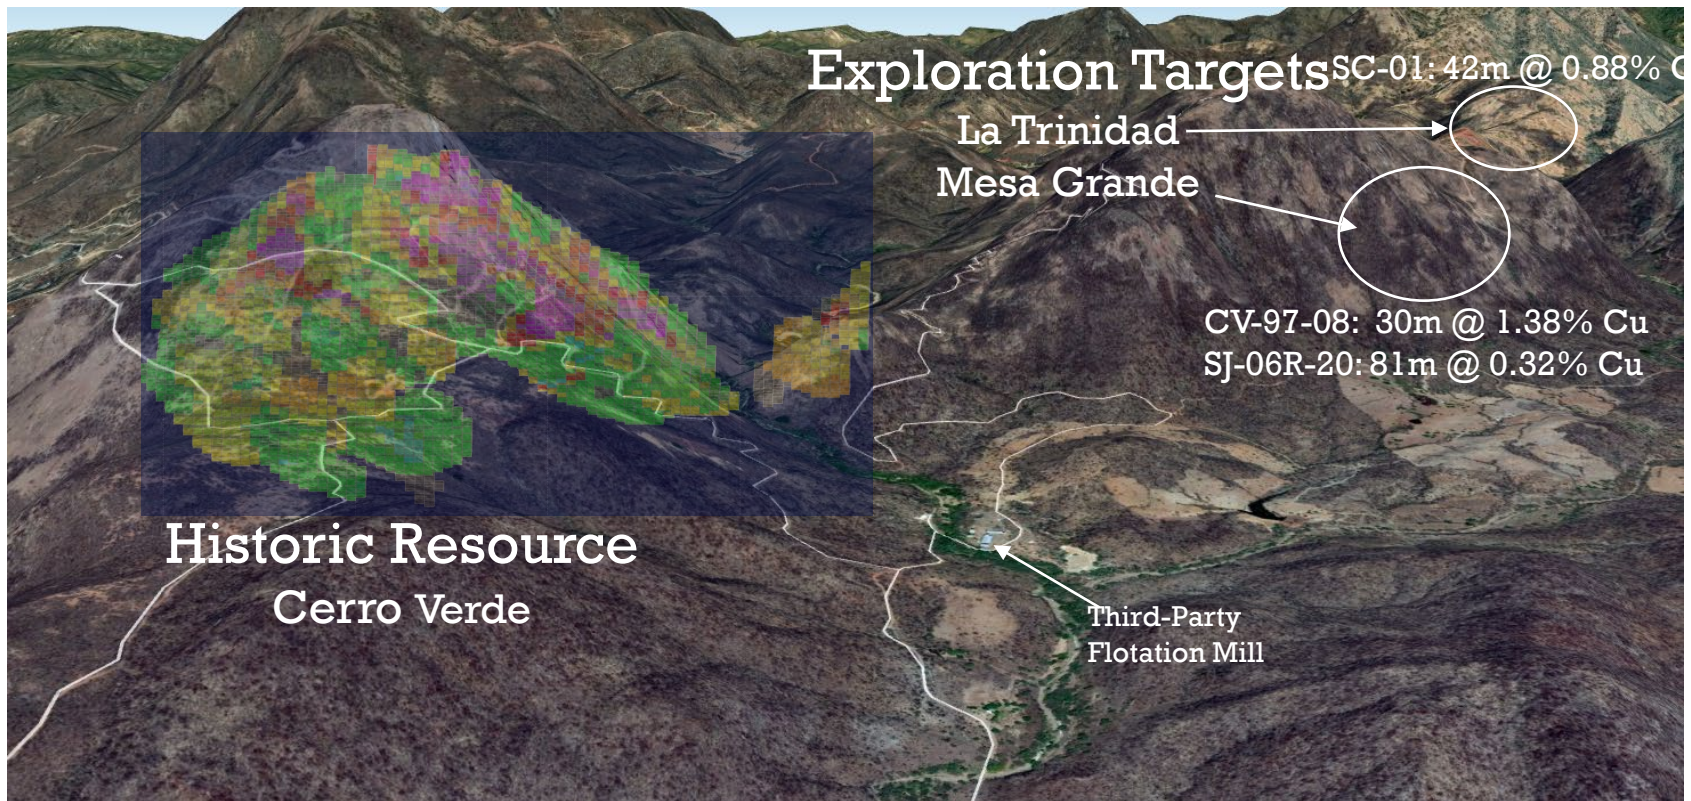 Exploration Targets
SC-01: 42m @ 0.88% C
La Trinidad
Mesa Grande
CV-97-08: 30m @ 1.38% Cu
SJ-06R-20: 81m @ 0.32% Cu
Historic Resource
Cerro Verde
Third-Party
Flotation Mill